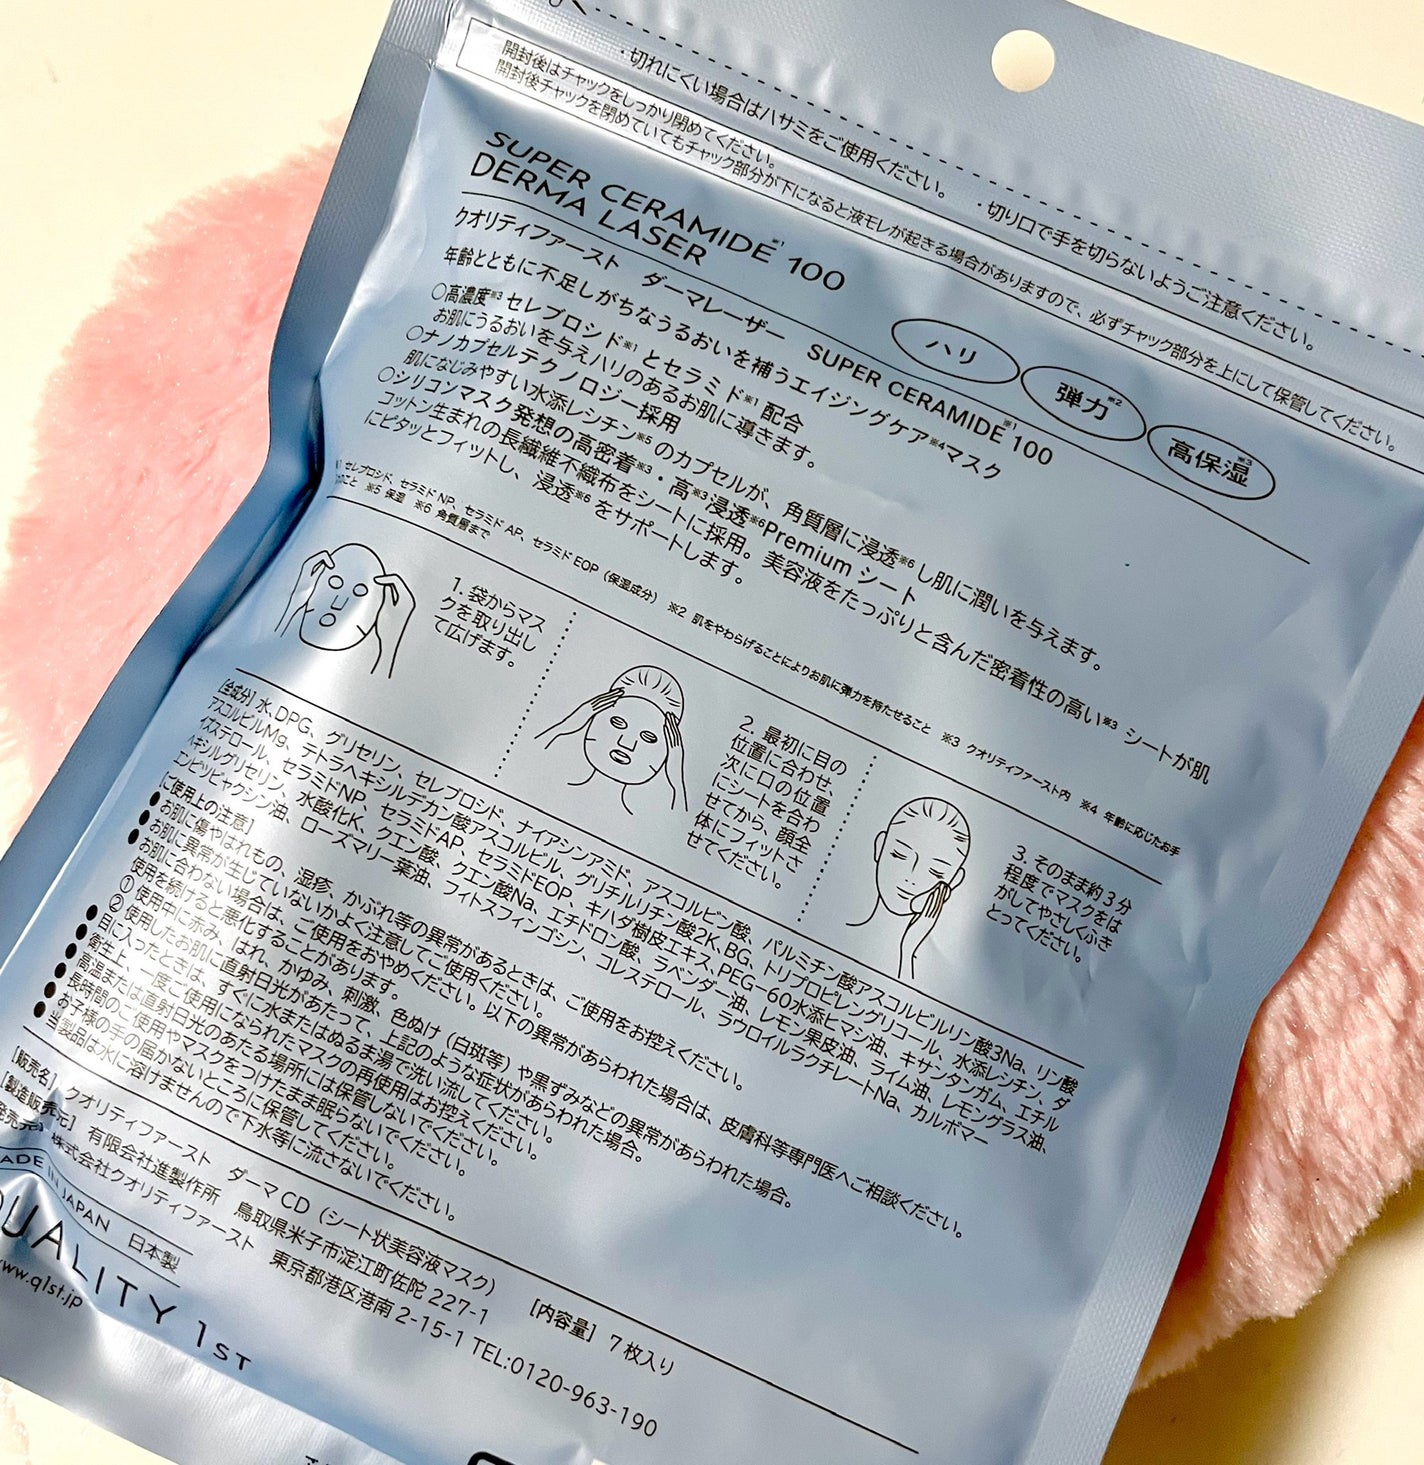 ・切れにくい場合はハサミをご使用ください。 ・切り口で手を切らないようご注意ください。
開封後はチャックをしっかり閉めてください。
開封後チャックを閉めていてもチャック部分が下になると液モレが起きる場合がありますので、必ずチャック部分を上にして保管してください。
SUPER CERAMIDE※1 100
DERMA LASER
ハリ 弾力※2 高保湿※3
クオリティファースト ダーマレーザー SUPER CERAMIDE※1 100
年齢とともに不足しがちなうるおいを補うエイジングケア※4マスク
○高濃度※3セレブロシド※1とセラミド※1配合
お肌にうるおいを与えハリのあるお肌に導きます。
○ナノカプセルテクノロジー採用
肌になじみやすい水添レシチン※5のカプセルが、角質層に浸透※6し肌に潤いを与えます。
○シリコンマスク発想の高密着※3・高※3浸透※6Premiumシート
コットン生まれの長繊維不織布をシートに採用。美容液をたっぷりと含んだ密着性の高い※3シートが肌
にピタッとフィットし、浸透※6をサポートします。
セレブロシド、セラミドNP、セラミドAP、セラミドEOP（保湿成分） ※2 肌をやわらげることによりお肌に弾力を持たせること ※3 クオリティファースト内 ※4 年齢に応じたお手
のこと ※5 保湿 ※6 角質層まで
1. 袋からマス
クを取り出し
て広げます。
2. 最初に目の
位置に合わせ、
次に口の位置
にシートを合わ
せてから、顔全
体にフィットさ
せてください。
3. そのまま約3分
程度でマスクをは
がしてやさしくふき
とってください。
[全成分] 水、DPG、グリセリン、セレブロシド、ナイアシンアミド、アスコルビン酸、パルミチン酸アスコルビルリン酸3Na、リン酸
アスコルビルMg、テトラヘキシルデカン酸アスコルビル、グリチルリチン酸2K、BG、トリプロピレングリコール、水添レシチン、ダ
イズステロール、セラミドNP、セラミドAP、セラミドEOP、キハダ樹皮エキス、PEG-60水添ヒマシ油、キサンタンガム、エチル
ヘキシルグリセリン、水酸化K、クエン酸、クエン酸Na、エチドロン酸、ラベンダー油、レモン果皮油、ライム油、レモングラス油、
エンピツビャクシン油、ローズマリー葉油、フィトスフィンゴシン、コレステロール、ラウロイルラクチレートNa、カルボマー
ご使用上の注意]
●お肌に傷やはれもの、湿疹、かぶれ等の異常があるときは、ご使用をお控えください。
●お肌に異常が生じていないかよく注意してご使用ください。
●お肌に合わない場合は、ご使用をおやめください。以下の異常があらわれた場合は、皮膚科等専門医へご相談ください。
使用を続けると悪化することがあります。
①使用中に赤み、はれ、かゆみ、刺激、色ぬけ（白斑等）や黒ずみなどの異常があらわれた場合。
②使用したお肌に直射日光があたって、上記のような症状があらわれた場合。
●目に入ったときは、すぐに水またはぬるま湯で洗い流してください。
●衛生上、一度ご使用になられたマスクの再使用はお控えください。
●高温または直射日光のあたる場所には保管しないでください。
●長時間のご使用やマスクをつけたまま眠らないでください。
●お子様の手の届かないところに保管してください。
●当製品は水に溶けませんので下水等に流さないでください。
[販売名] クオリティファースト ダーマCD（シート状美容液マスク） [内容量] 7枚入り
[製造販売元] 有限会社進製作所 鳥取県米子市淀江町佐陀 227-1
発売元] 株式会社クオリティファースト 東京都港区港南 2-15-1 TEL:0120-963-190
MADE IN JAPAN 日本製
QUALITY 1ST
www.q1st.jp